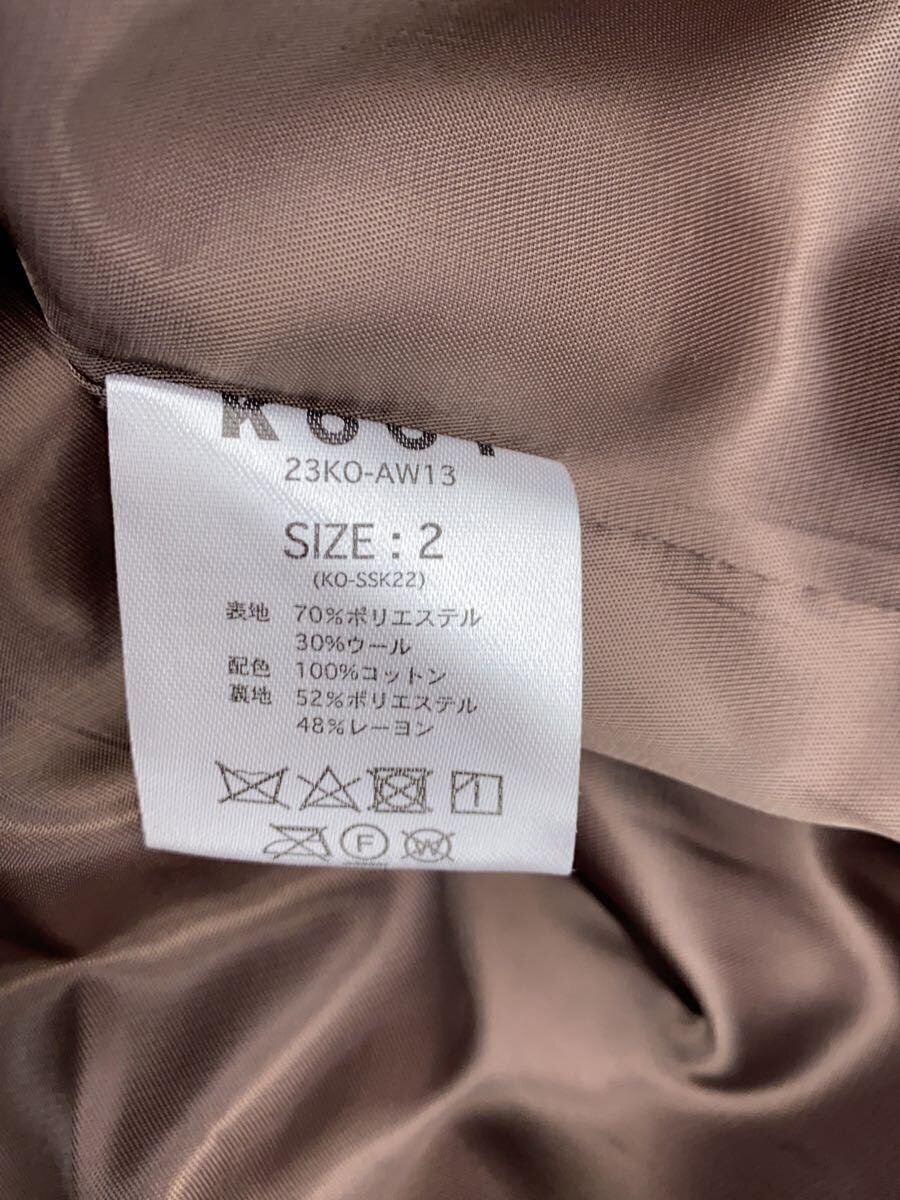 23KO-AW13
SIZE : 2
(KO-SSK22)
表地 70%ポリエステル
30%ウール
配色 100%コットン
裏地 52%ポリエステル
48%レーヨン
F W